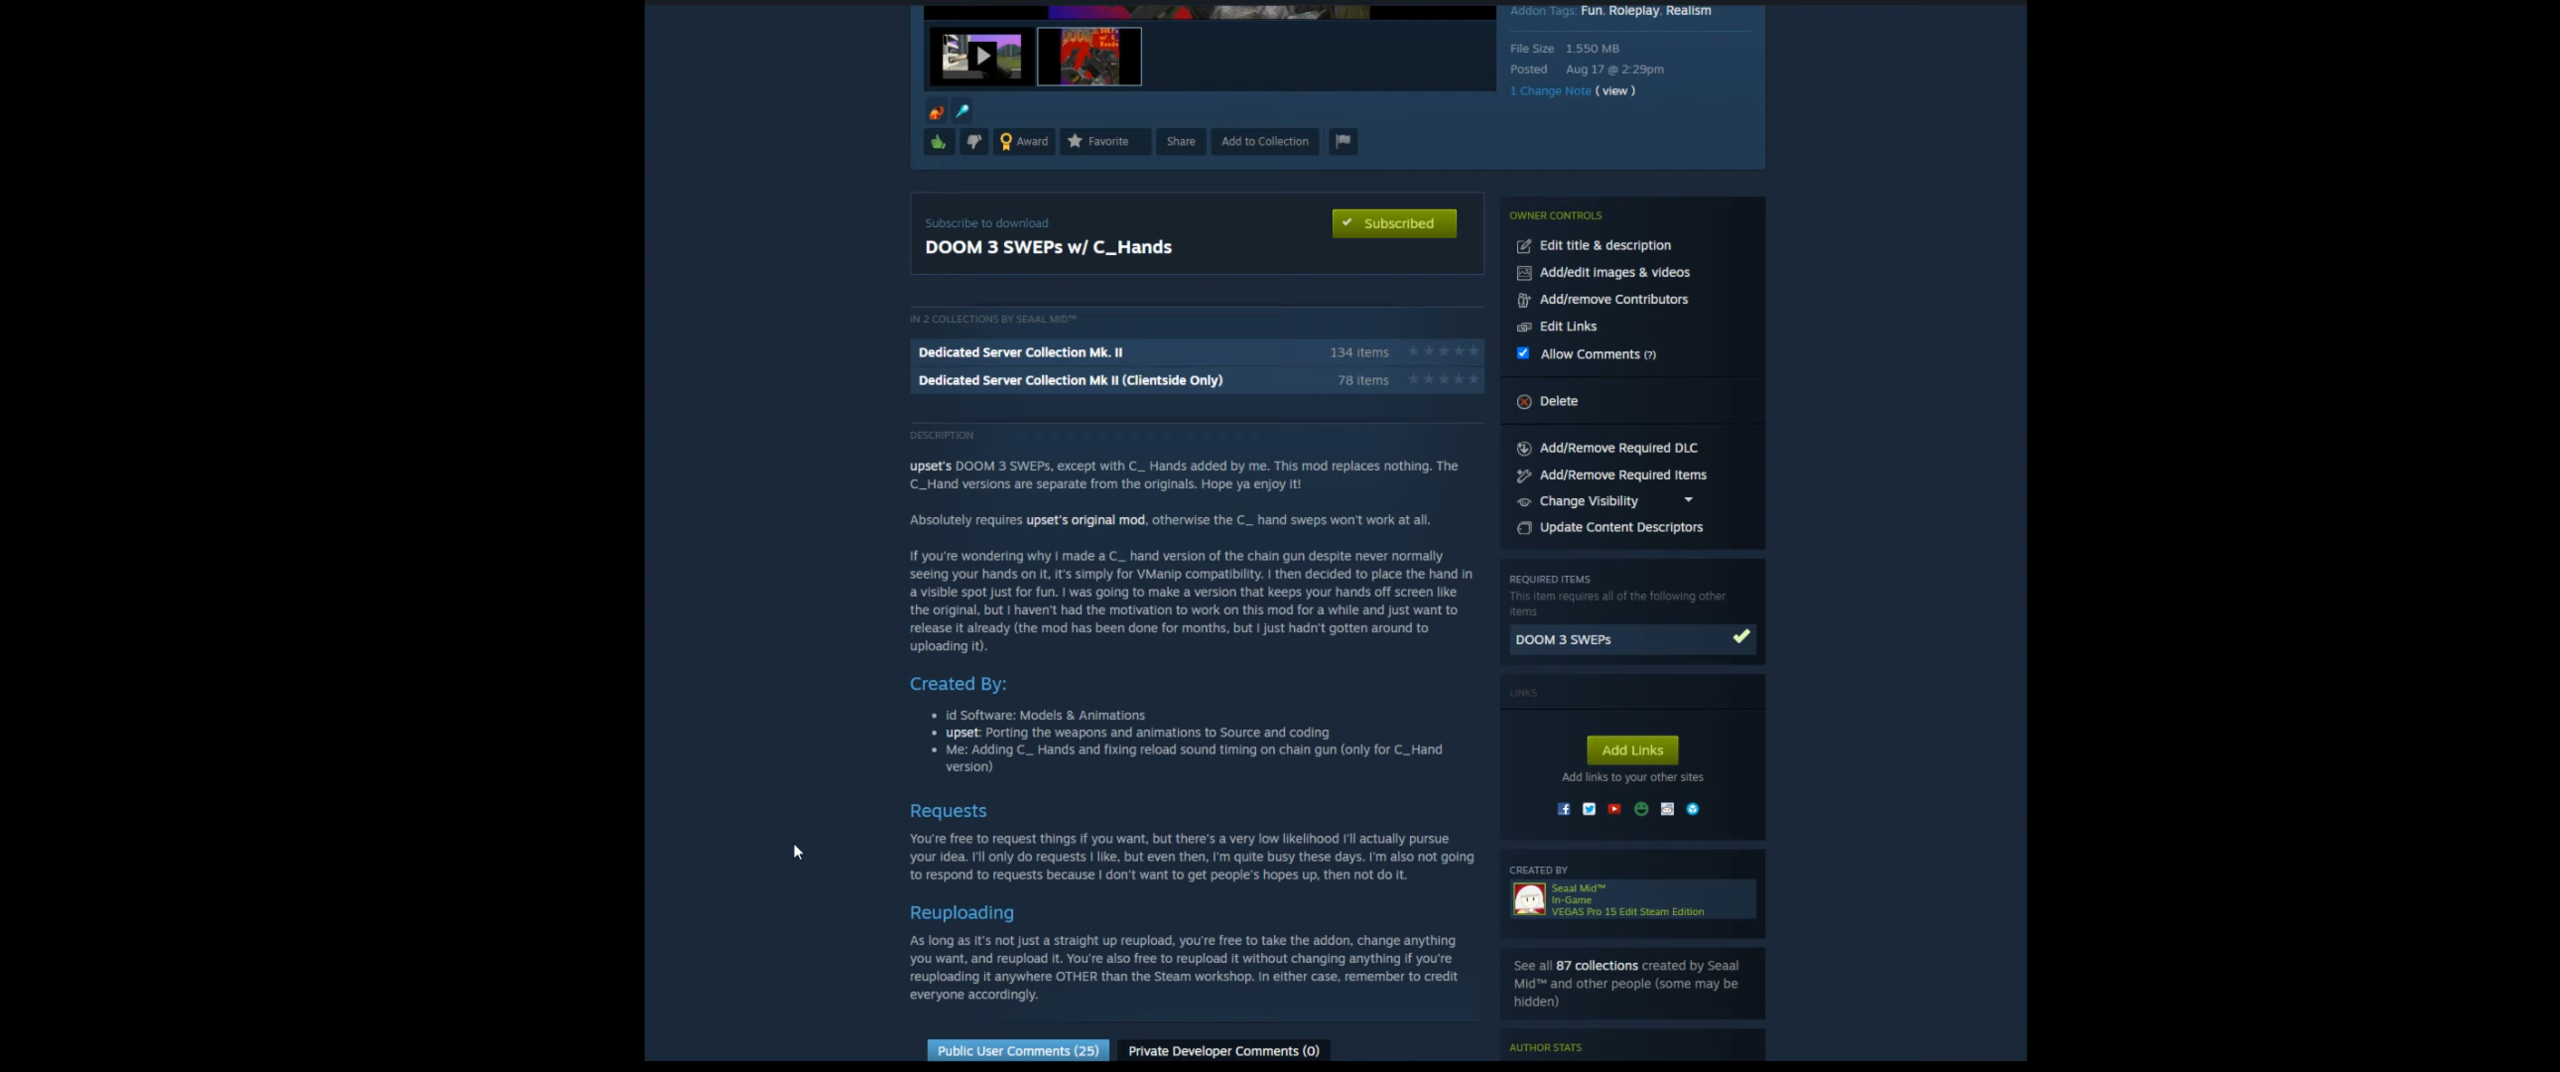 Addon Tags: Fun, Roleplay, Realism
File Size 1.550 MB
Posted Aug 17 @ 2:29pm
1 Change Note ( view )
Award
Favorite
Share
Add to Collection
Subscribe to download
DOOM 3 SWEPs w/ C_Hands
Subscribed
IN 2 COLLECTIONS BY SEAAL MID™
Dedicated Server Collection Mk. II 134 items
Dedicated Server Collection Mk II (Clientside Only) 78 items
DESCRIPTION
upset's DOOM 3 SWEPs, except with C_ Hands added by me. This mod replaces nothing. The
C_Hand versions are separate from the originals. Hope ya enjoy it!
Absolutely requires upset's original mod, otherwise the C_ hand sweps won't work at all.
If you're wondering why I made a C_ hand version of the chain gun despite never normally
seeing your hands on it, it's simply for VManip compatibility. I then decided to place the hand in
a visible spot just for fun. I was going to make a version that keeps your hands off screen like
the original, but I haven't had the motivation to work on this mod for a while and just want to
release it already (the mod has been done for months, but I just hadn't gotten around to
uploading it).
Created By:
• id Software: Models & Animations
• upset: Porting the weapons and animations to Source and coding
• Me: Adding C_ Hands and fixing reload sound timing on chain gun (only for C_Hand
version)
Requests
You're free to request things if you want, but there's a very low likelihood I'll actually pursue
your idea. I'll only do requests I like, but even then, I'm quite busy these days. I'm also not going
to respond to requests because I don't want to get people's hopes up, then not do it.
Reuploading
As long as it's not just a straight up reupload, you're free to take the addon, change anything
you want, and reupload it. You're also free to reupload it without changing anything if you're
reuploading it anywhere OTHER than the Steam workshop. In either case, remember to credit
everyone accordingly.
Public User Comments (25)
Private Developer Comments (0)
OWNER CONTROLS
Edit title & description
Add/edit images & videos
Add/remove Contributors
Edit Links
Allow Comments (?)
Delete
Add/Remove Required DLC
Add/Remove Required Items
Change Visibility
Update Content Descriptors
REQUIRED ITEMS
This item requires all of the following other
items
DOOM 3 SWEPs
LINKS
Add Links
Add links to your other sites
CREATED BY
Seaal Mid™
In-Game
VEGAS Pro 15 Edit Steam Edition
See all 87 collections created by Seaal
Mid™ and other people (some may be
hidden)
AUTHOR STATS